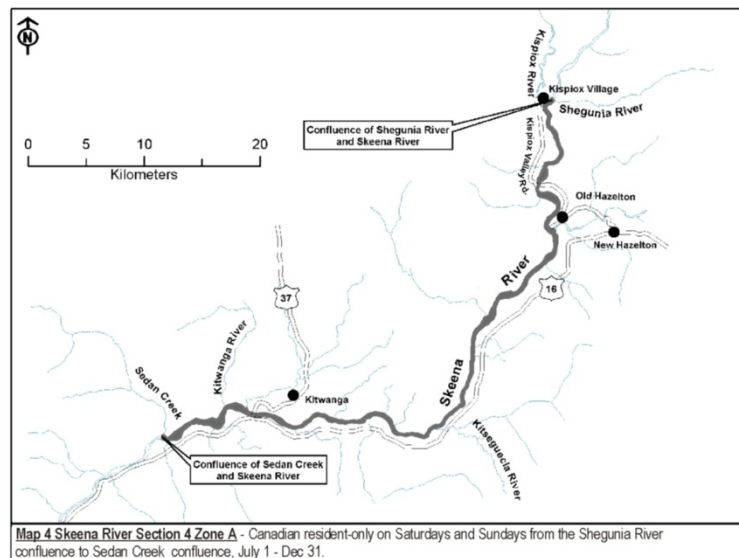 N
Kispiox River
Kispiox Village
Shegunia River
Confluence of Shegunia River
and Skeena River
0 10 20
Kilometers
Kispiox Valley Rd.
Old Hazelton
New Hazelton
River
16
37
Skeena
Kitwanga River
Sedan Creek
Kitwanga
Kitseguecla River
Confluence of Sedan Creek
and Skeena River
Map 4 Skeena River Section 4 Zone A - Canadian resident-only on Saturdays and Sundays from the Shegunia River
confluence to Sedan Creek confluence, July 1 - Dec 31.